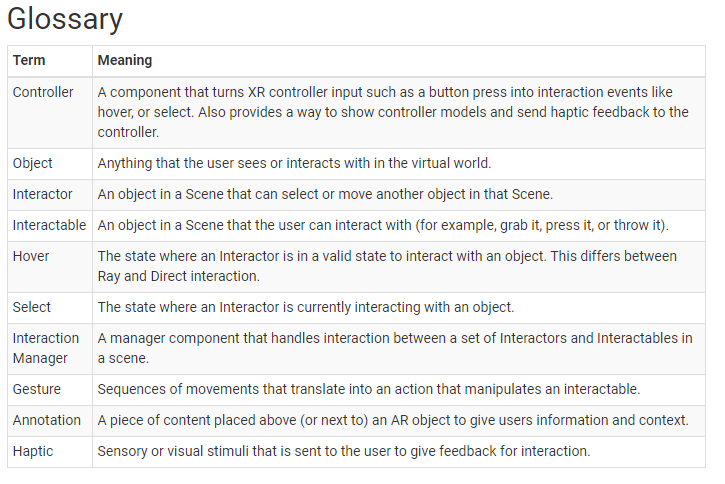 Glossary
Term Meaning
Controller A component that turns XR controller input such as a button press into interaction events like
hover, or select. Also provides a way to show controller models and send haptic feedback to the
controller.
Object Anything that the user sees or interacts with in the virtual world.
Interactor An object in a Scene that can select or move another object in that Scene.
Interactable An object in a Scene that the user can interact with (for example, grab it, press it, or throw it).
Hover The state where an Interactor is in a valid state to interact with an object. This differs between
Ray and Direct interaction.
Select The state where an Interactor is currently interacting with an object.
Interaction A manager component that handles interaction between a set of Interactors and Interactables in
Manager a scene.
Gesture Sequences of movements that translate into an action that manipulates an interactable.
Annotation A piece of content placed above (or next to) an AR object to give users information and context.
Haptic Sensory or visual stimuli that is sent to the user to give feedback for interaction.